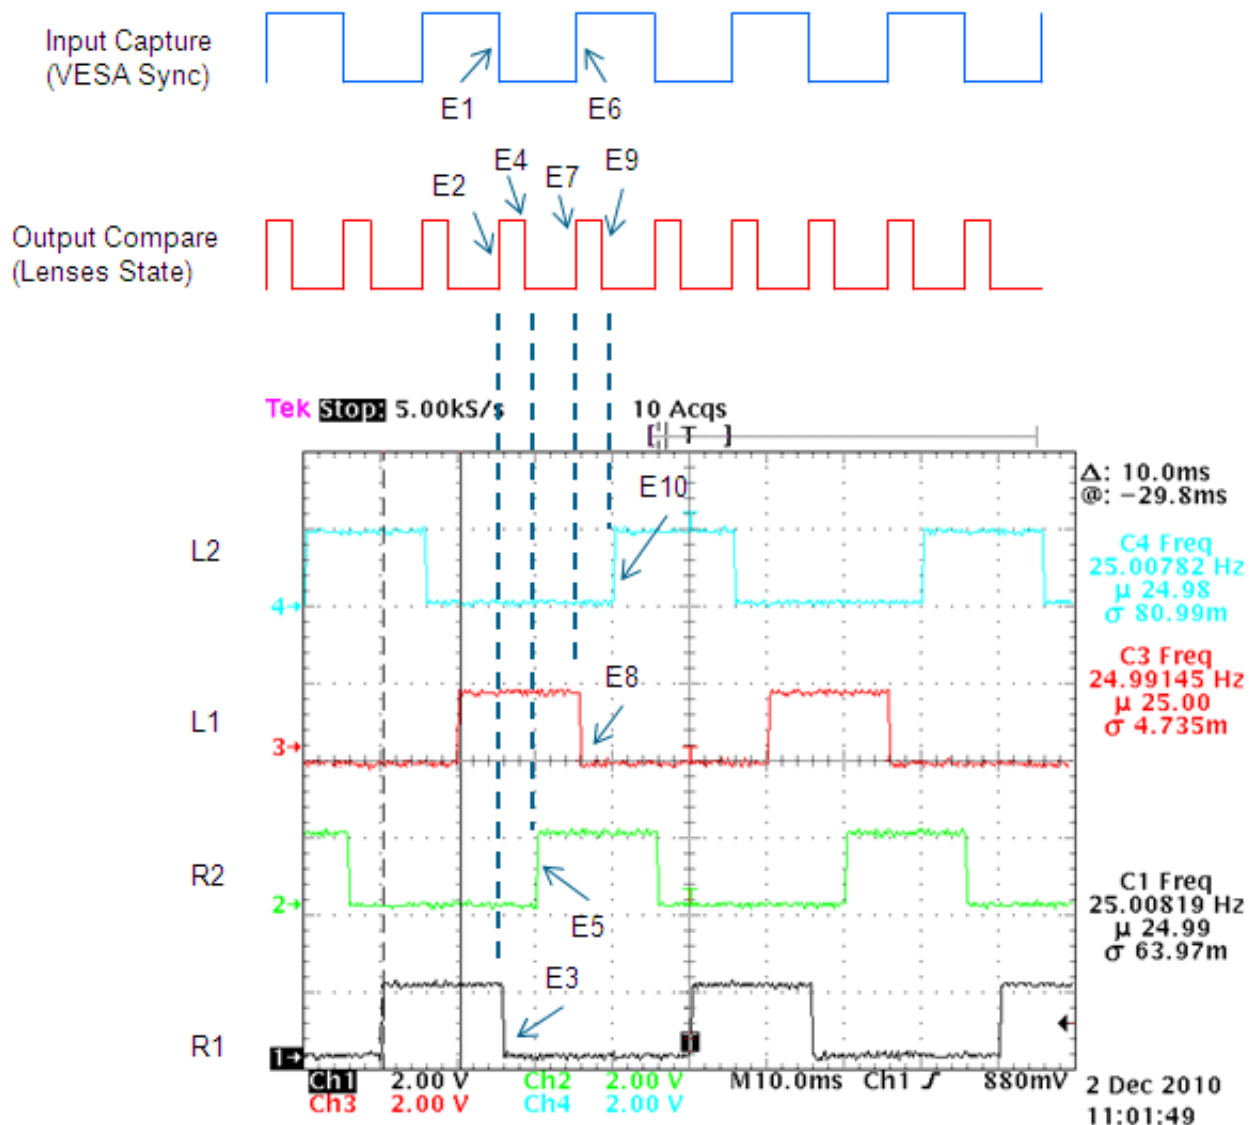 Input Capture
(VESA Sync)
E1
E6
E4
E9
E2
E7
Output Compare
(Lenses State)
Tek Stop: 5.00kS/s 10 Acqs
[ T ]
Δ: 10.0ms
@: −29.8ms
E10
L2
4→
C4 Freq
25.00782 Hz
μ 24.98
σ 80.99m
E8
L1
3→
C3 Freq
24.99145 Hz
μ 25.00
σ 4.735m
R2
2→
E5
C1 Freq
25.00819 Hz
μ 24.99
σ 63.97m
E3
R1
1→
Ch1 2.00 V Ch2 2.00 V M10.0ms Ch1 ƒ 880mV
Ch3 2.00 V Ch4 2.00 V
2 Dec 2010
11:01:49